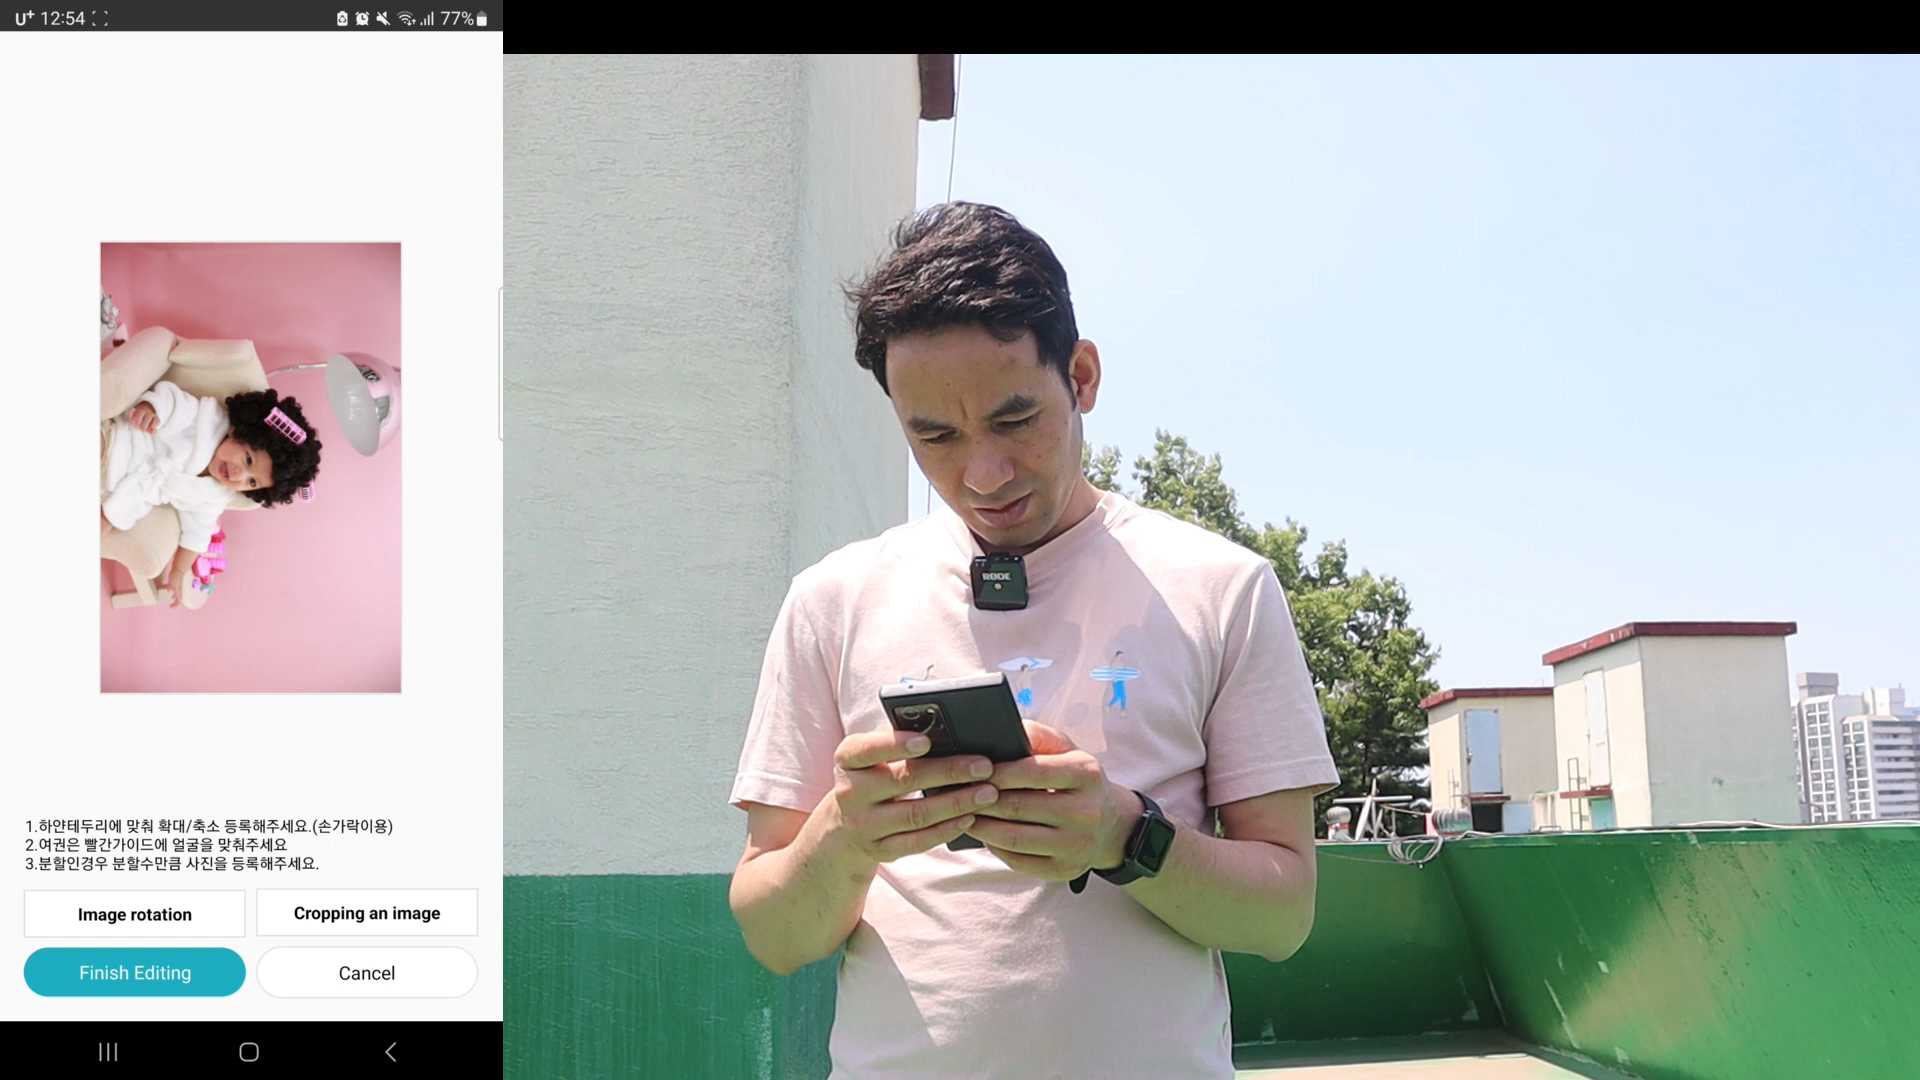 U+ 12:54
77%
1.하얀테두리에 맞춰 확대/축소 등록해주세요.(손가락이용)
2.여권은 빨간가이드에 얼굴을 맞춰주세요
3.분할인경우 분할수만큼 사진을 등록해주세요.
Image rotation
Cropping an image
Finish Editing
Cancel
RØDE